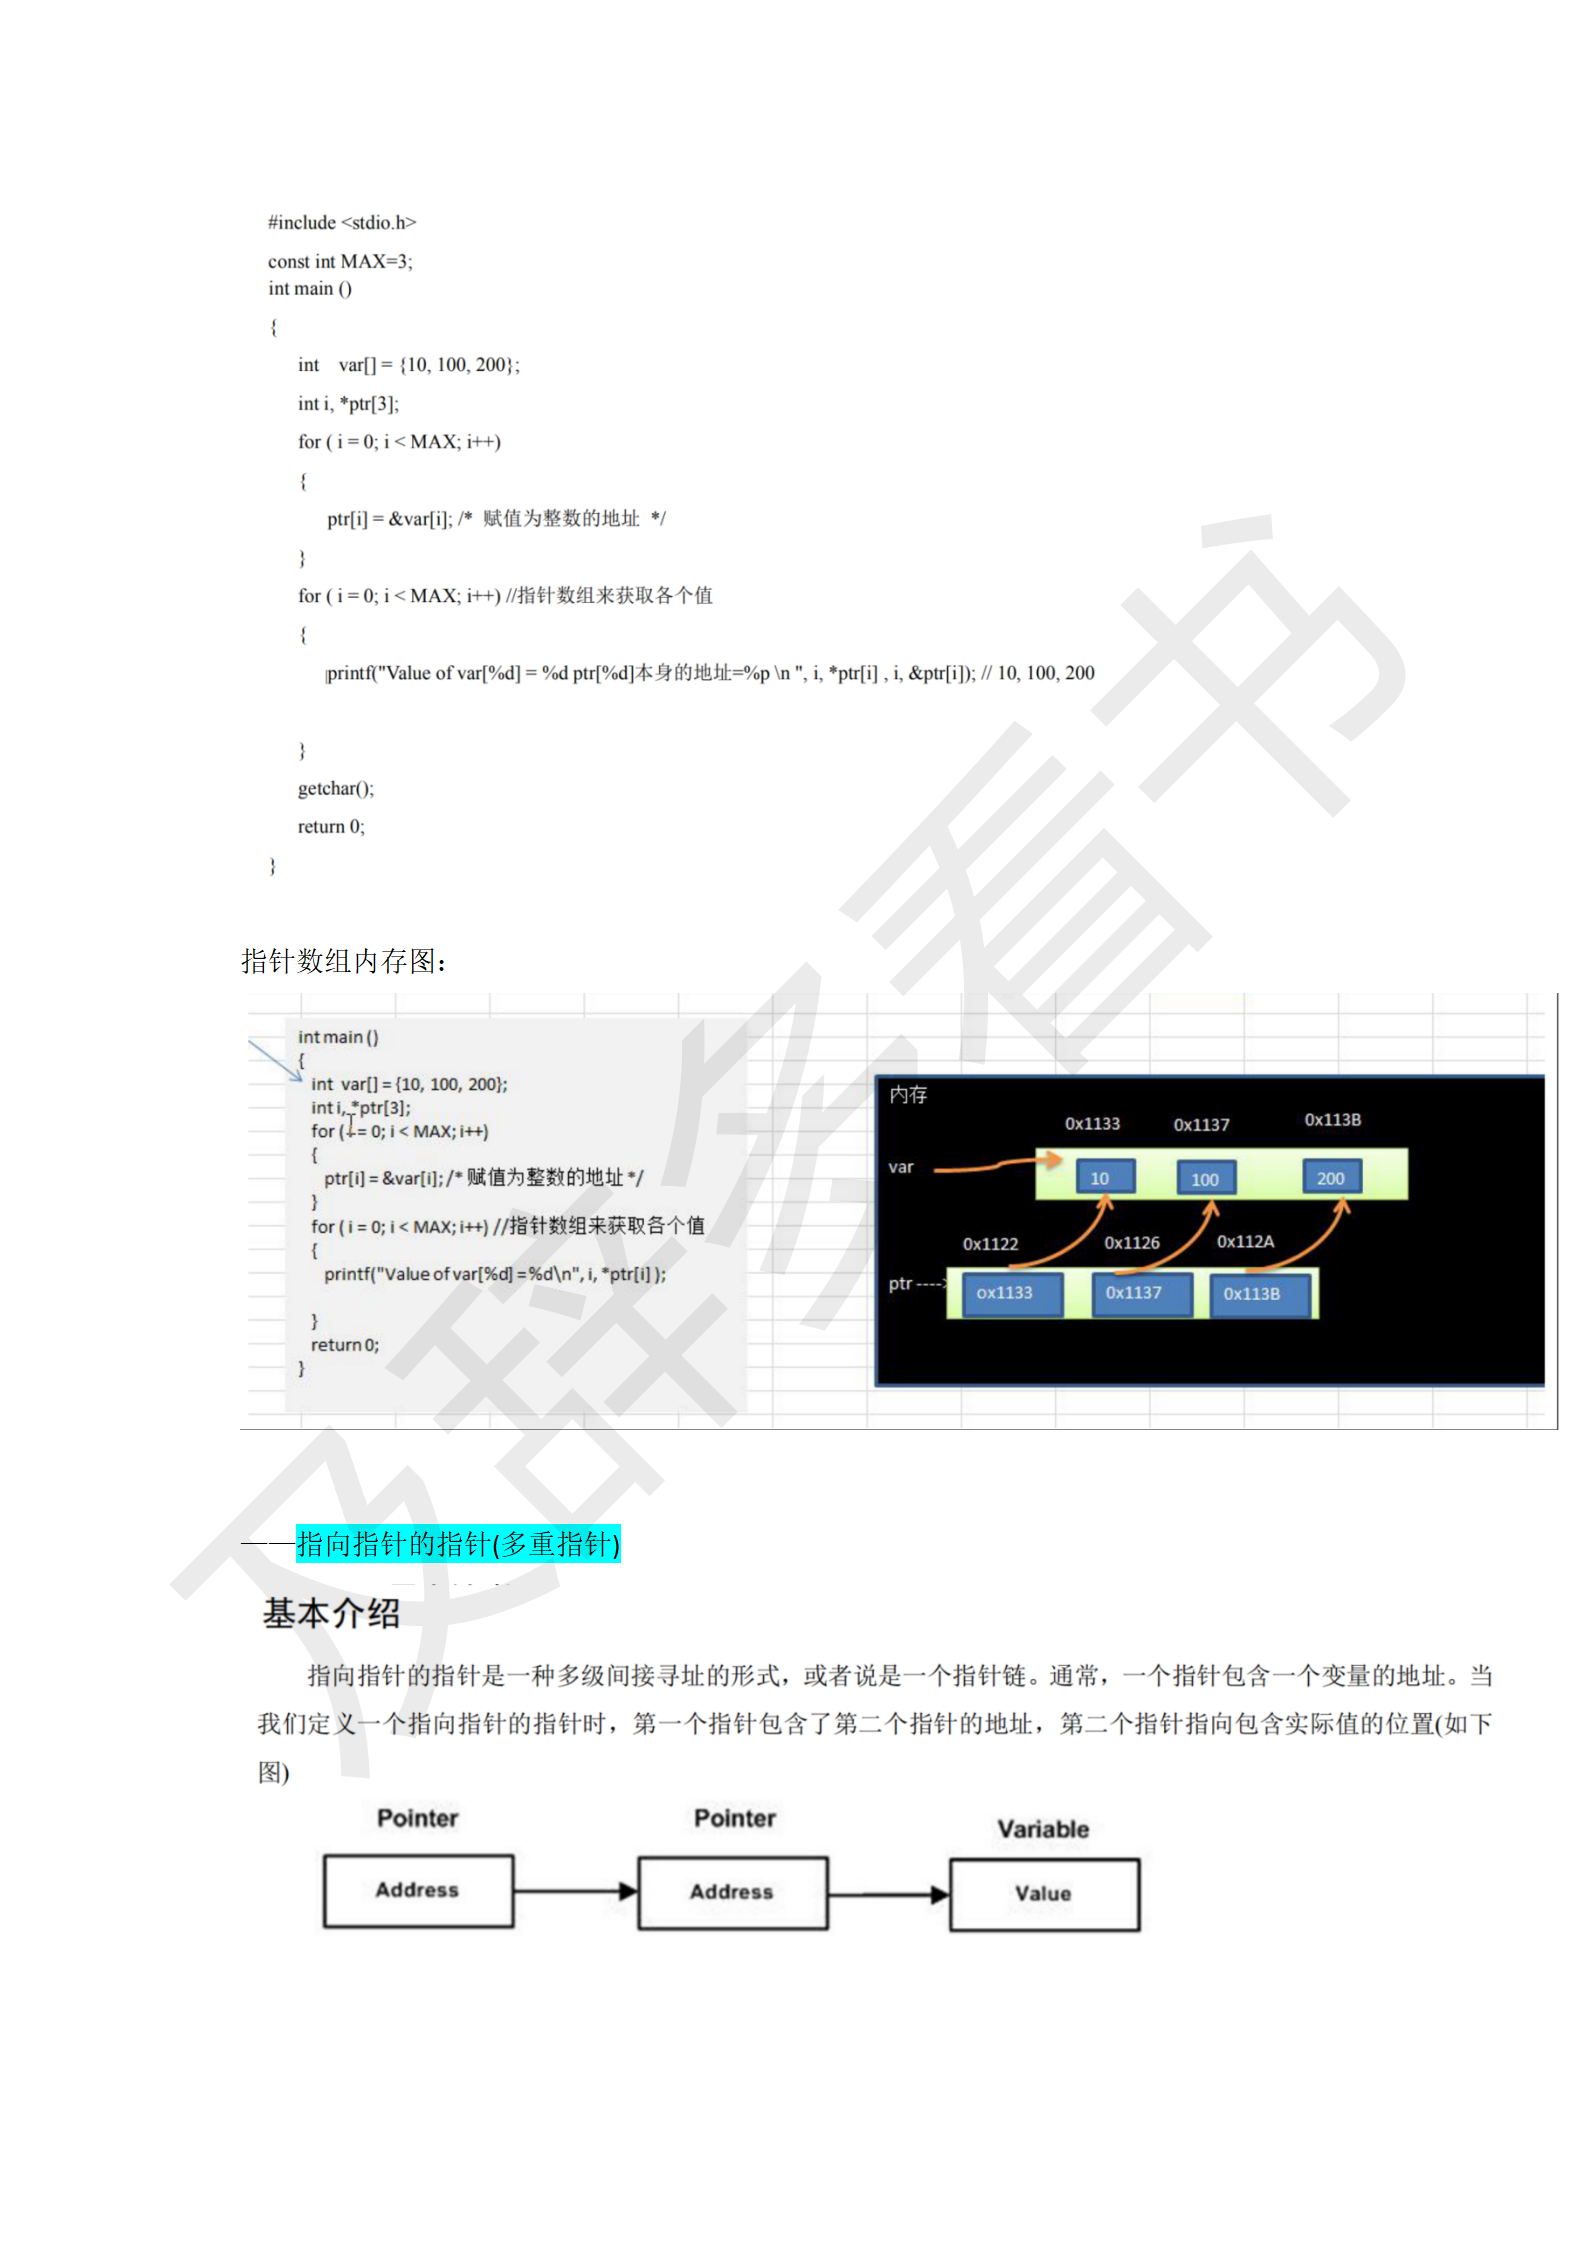 #include <stdio.h>
const int MAX=3;
int main ()
{
int var[] = {10, 100, 200};
int i, *ptr[3];
for ( i = 0; i < MAX; i++)
{
ptr[i] = &var[i]; /* 赋值为整数的地址 */
}
for ( i = 0; i < MAX; i++) //指针数组来获取各个值
{
printf("Value of var[%d] = %d ptr[%d]本身的地址=%p \n ", i, *ptr[i] , i, &ptr[i]); // 10, 100, 200
}
getchar();
return 0;
}
指针数组内存图：
int main ()
{
int var[] = {10, 100, 200};
int i, *ptr[3];
for ( i = 0; i < MAX; i++)
{
ptr[i] = &var[i]; /* 赋值为整数的地址 */
}
for ( i = 0; i < MAX; i++) //指针数组来获取各个值
{
printf("Value of var[%d] = %d\n", i, *ptr[i] );
}
return 0;
}
内存
0x1133 0x1137 0x113B
var
10 100 200
0x1122 0x1126 0x112A
ptr ---->
ox1133 0x1137 0x113B
——指向指针的指针(多重指针)
基本介绍
指向指针的指针是一种多级间接寻址的形式，或者说是一个指针链。通常，一个指针包含一个变量的地址。当
我们定义一个指向指针的指针时，第一个指针包含了第二个指针的地址，第二个指针指向包含实际值的位置(如下
图)
Pointer Pointer Variable
Address Address Value
及辞多看书